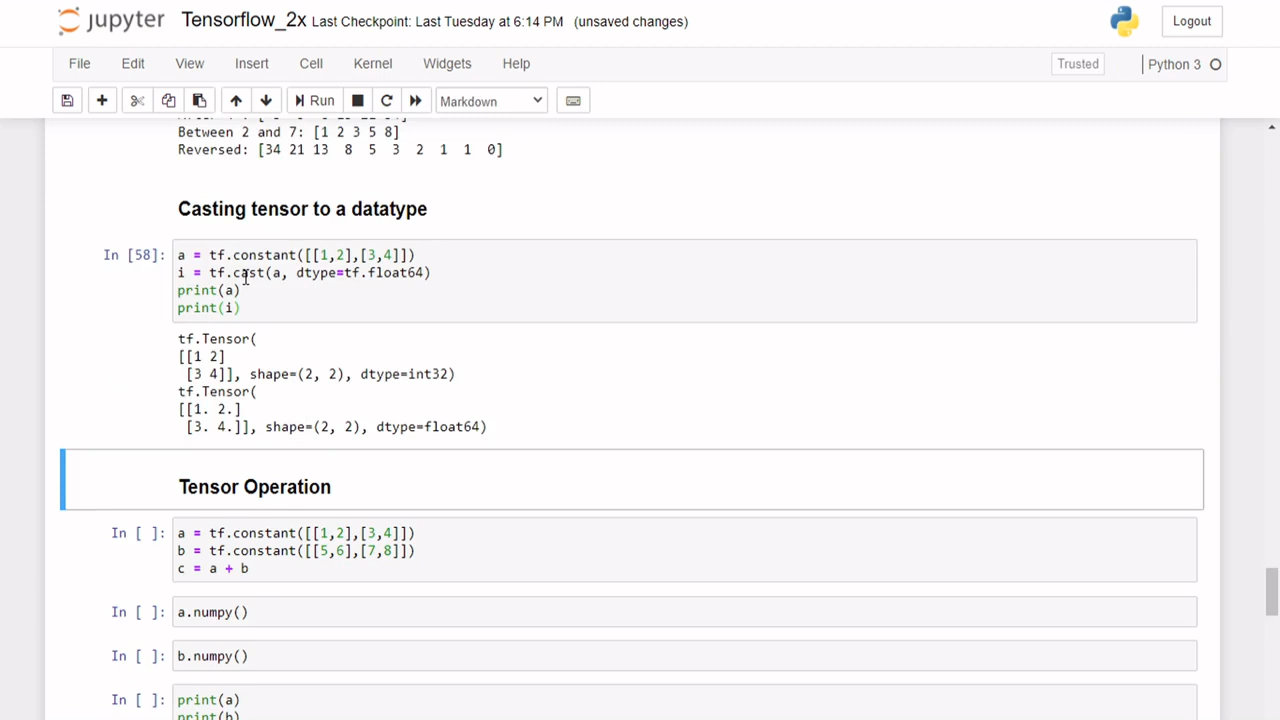 jupyter Tensorflow_2x Last Checkpoint: Last Tuesday at 6:14 PM (unsaved changes) Logout
File Edit View Insert Cell Kernel Widgets Help Trusted Python 3
Run Markdown
Between 2 and 7: [1 2 3 5 8]
Reversed: [34 21 13  8  5  3  2  1  1  0]
Casting tensor to a datatype
In [58]: a = tf.constant([[1,2],[3,4]])
i = tf.cast(a, dtype=tf.float64)
print(a)
print(i)
tf.Tensor(
[[1 2]
 [3 4]], shape=(2, 2), dtype=int32)
tf.Tensor(
[[1. 2.]
 [3. 4.]], shape=(2, 2), dtype=float64)
Tensor Operation
In [ ]: a = tf.constant([[1,2],[3,4]])
b = tf.constant([[5,6],[7,8]])
c = a + b
In [ ]: a.numpy()
In [ ]: b.numpy()
In [ ]: print(a)
print(b)